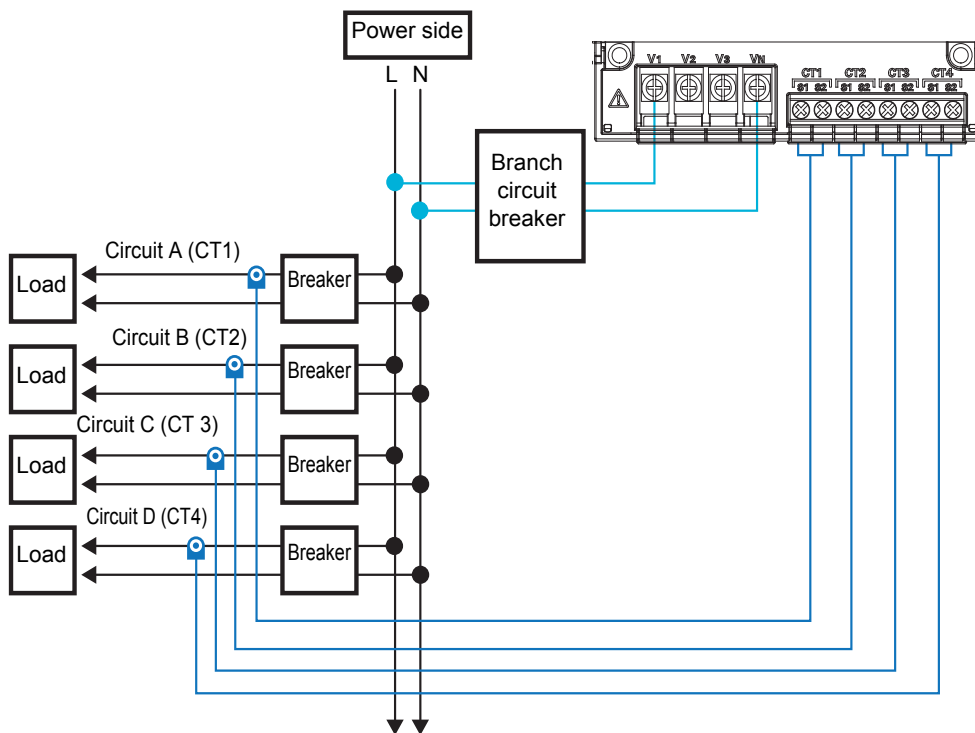 Power side
L N
V1 V2 V3 VN
CT1 CT2 CT3 CT4
S1 S2 S1 S2 S1 S2 S1 S2
Branch
circuit
breaker
Circuit A (CT1)
Load
Breaker
Circuit B (CT2)
Load
Breaker
Circuit C (CT 3)
Load
Breaker
Circuit D (CT4)
Load
Breaker